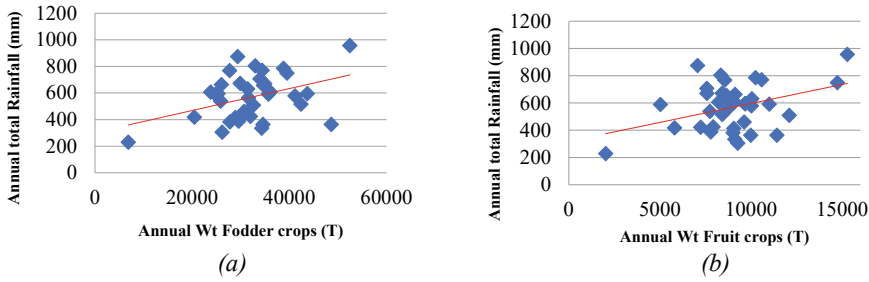 Annual total Rainfall (mm)
1200
1000
800
600
400
200
0
0 20000 40000 60000
Annual Wt Fodder crops (T)
(a)
Annual total Rainfall (mm)
1200
1000
800
600
400
200
0
0 5000 10000 15000
Annual Wt Fruit crops (T)
(b)